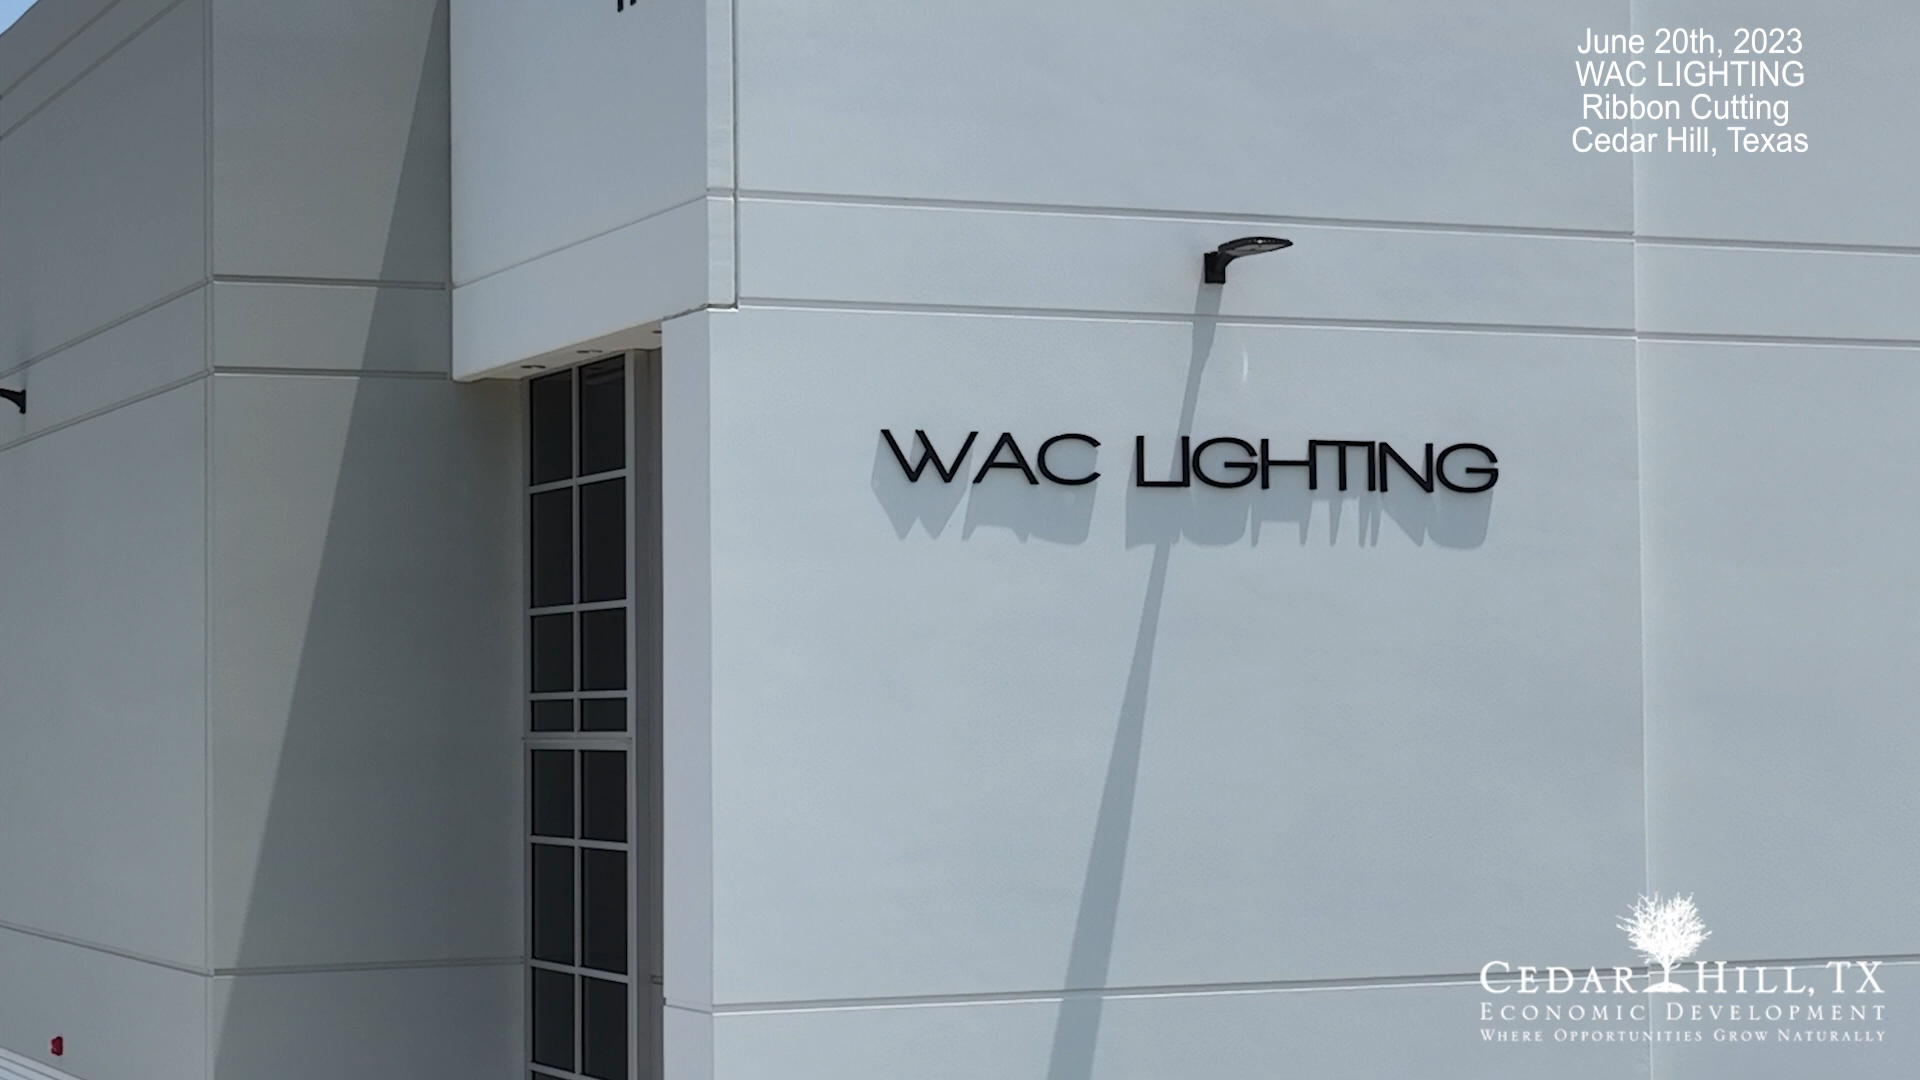 June 20th, 2023
WAC LIGHTING
Ribbon Cutting
Cedar Hill, Texas
WAC LIGHTING
CEDAR HILL, TX
ECONOMIC DEVELOPMENT
WHERE OPPORTUNITIES GROW NATURALLY